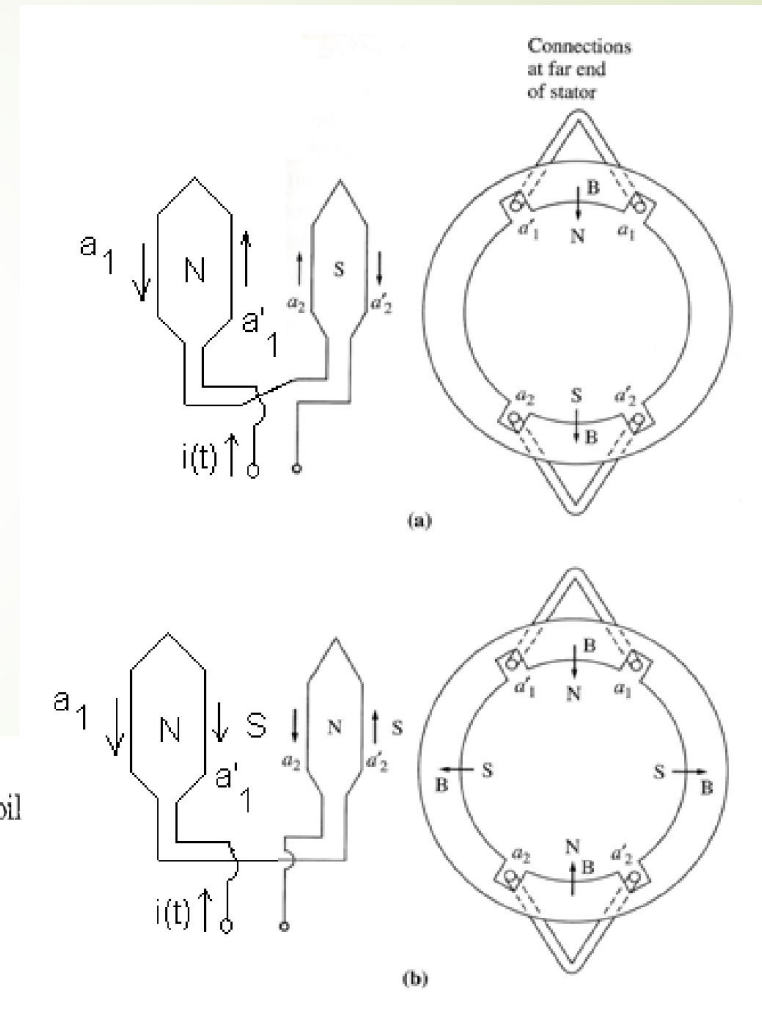 Connections
at far end
of stator
B
a'1 N a1
a1 N a'1
a2 S a'2
i(t)
a2 S a'2
B
(a)
B
a'1 N a1
a1 N S a'1
a2 N S a'2
B S S B
oil
i(t)
a2 N a'2
B
(b)